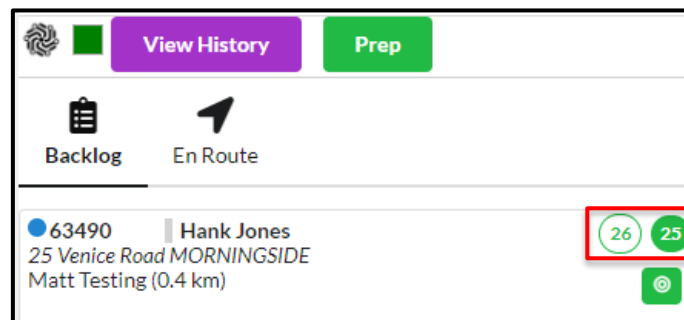 View History
Prep
Backlog
En Route
63490 Hank Jones
26 25
25 Venice Road MORNINGSIDE
Matt Testing (0.4 km)